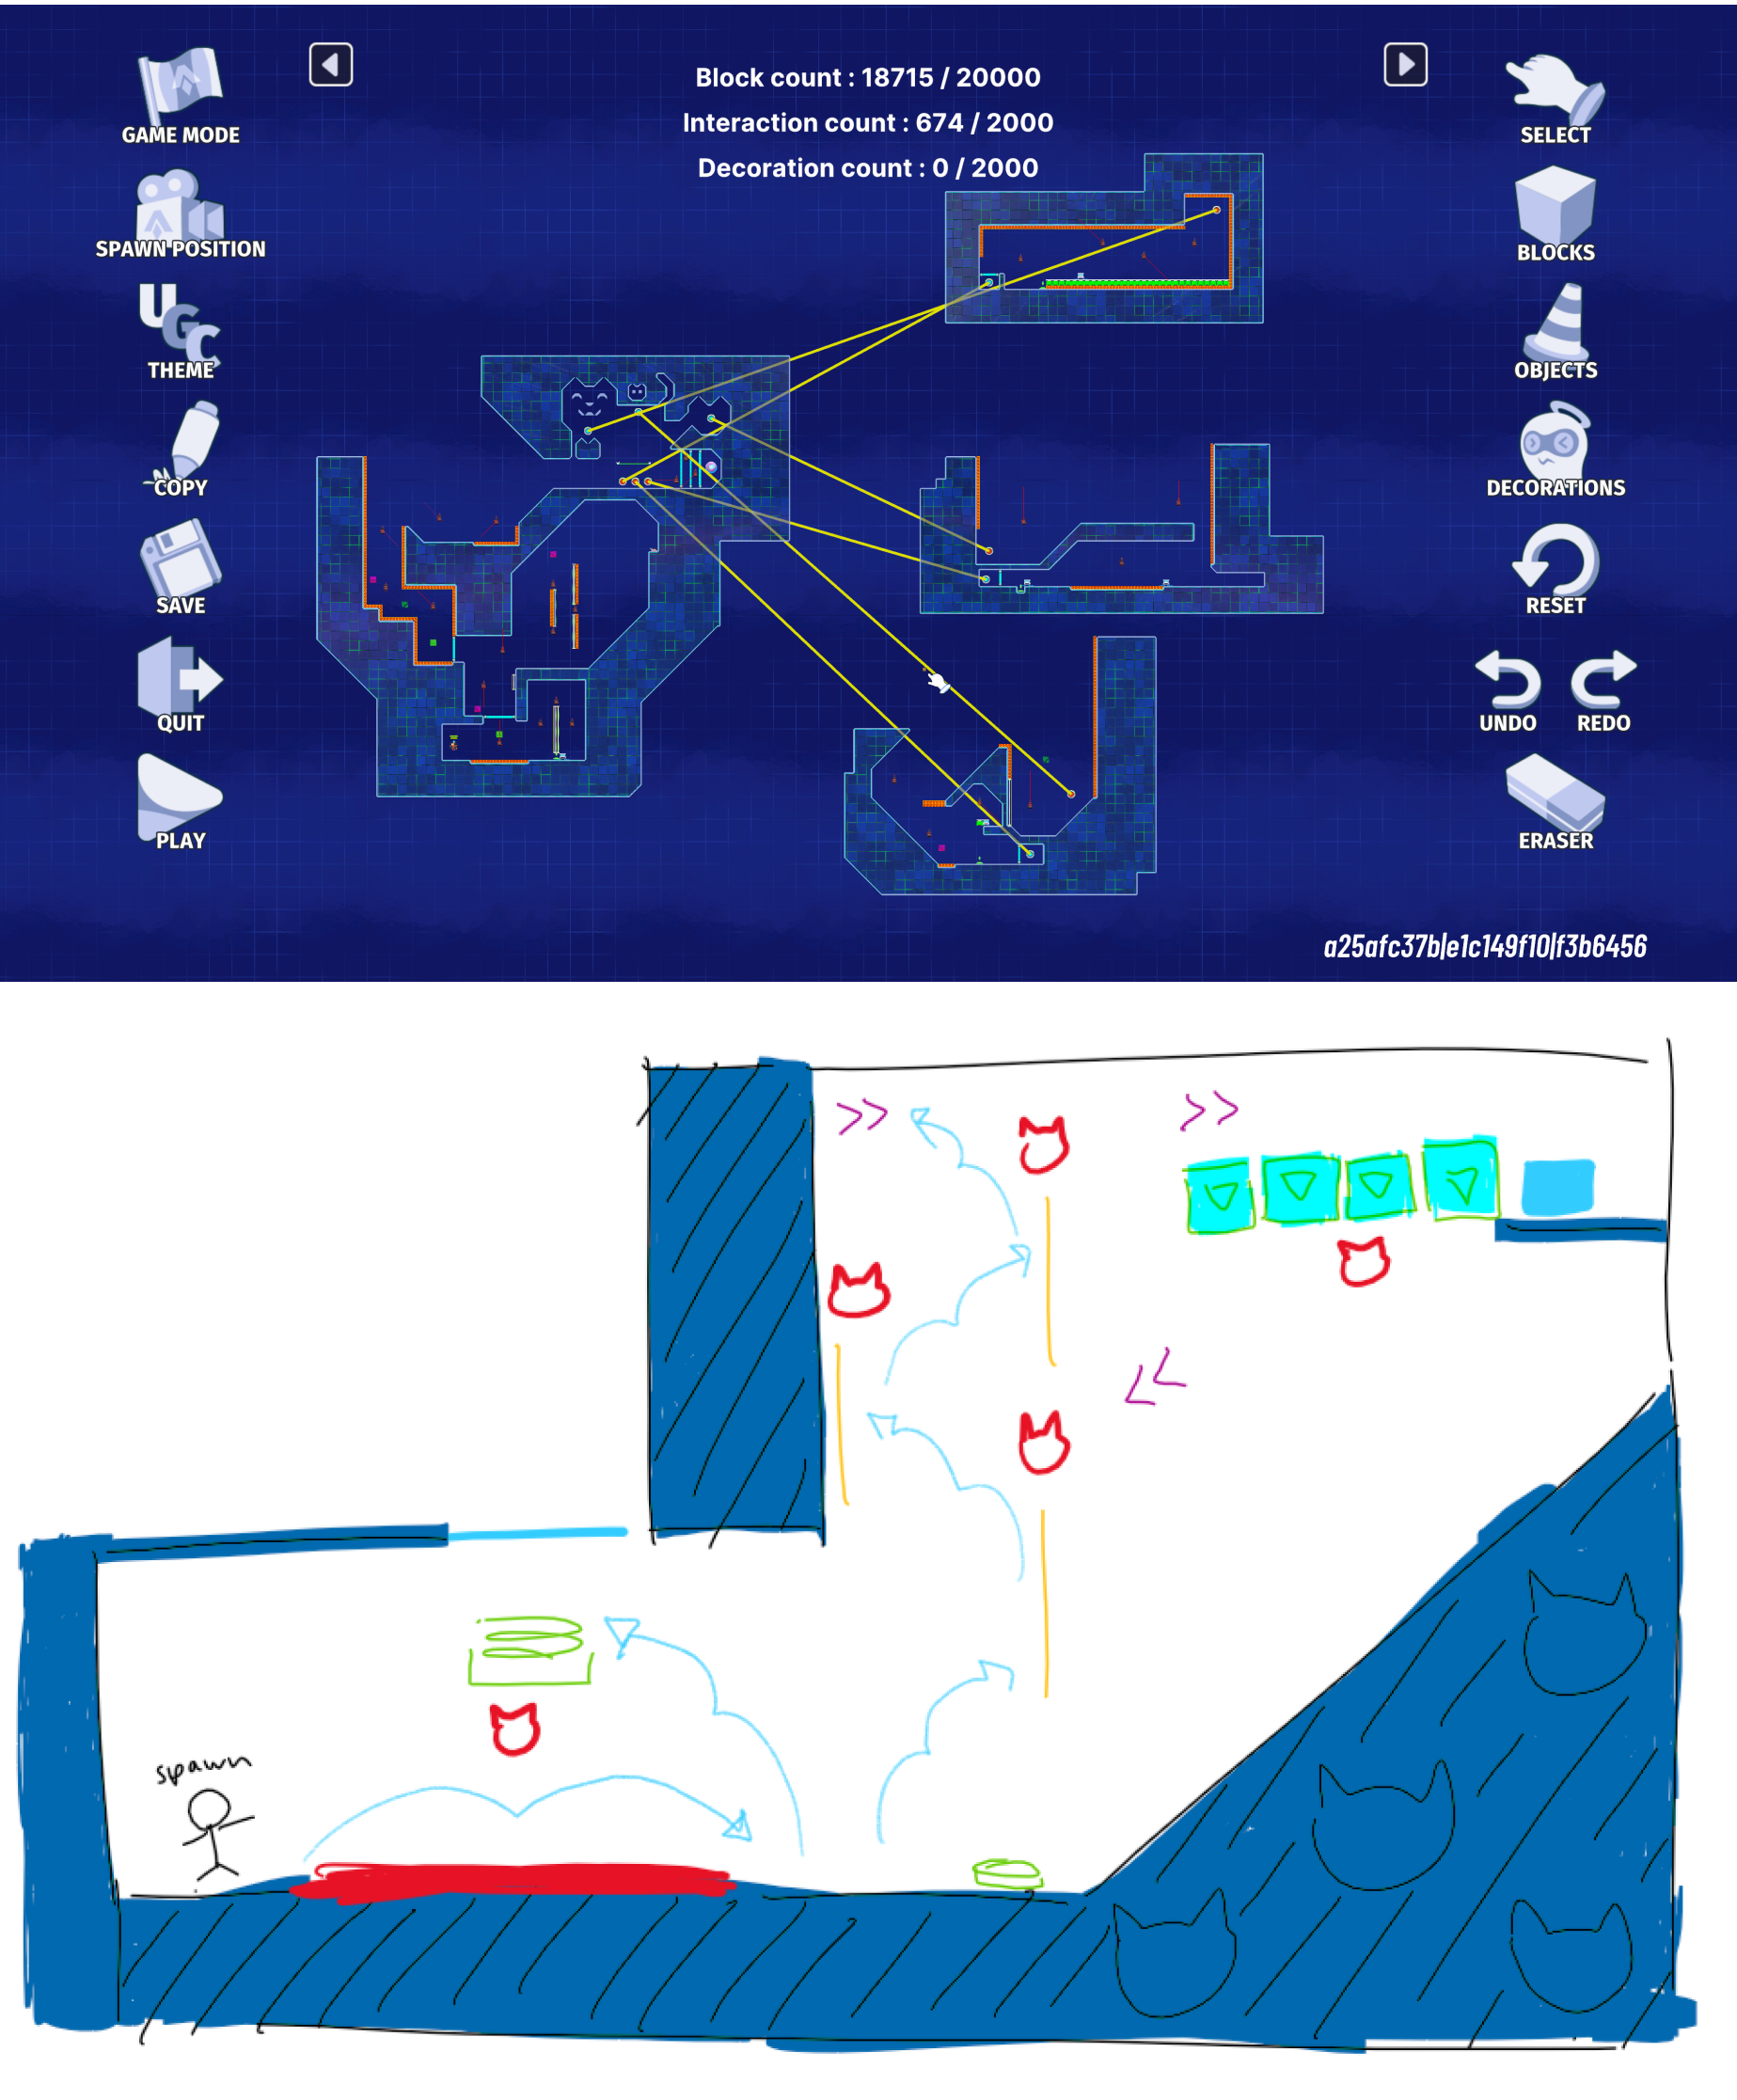 GAME MODE
SPAWN POSITION
UGC
THEME
COPY
SAVE
QUIT
PLAY
Block count : 18715 / 20000
Interaction count : 674 / 2000
Decoration count : 0 / 2000
SELECT
BLOCKS
OBJECTS
DECORATIONS
RESET
UNDO REDO
ERASER
a25afc37b|e1c149f10|f3b6456
spawn